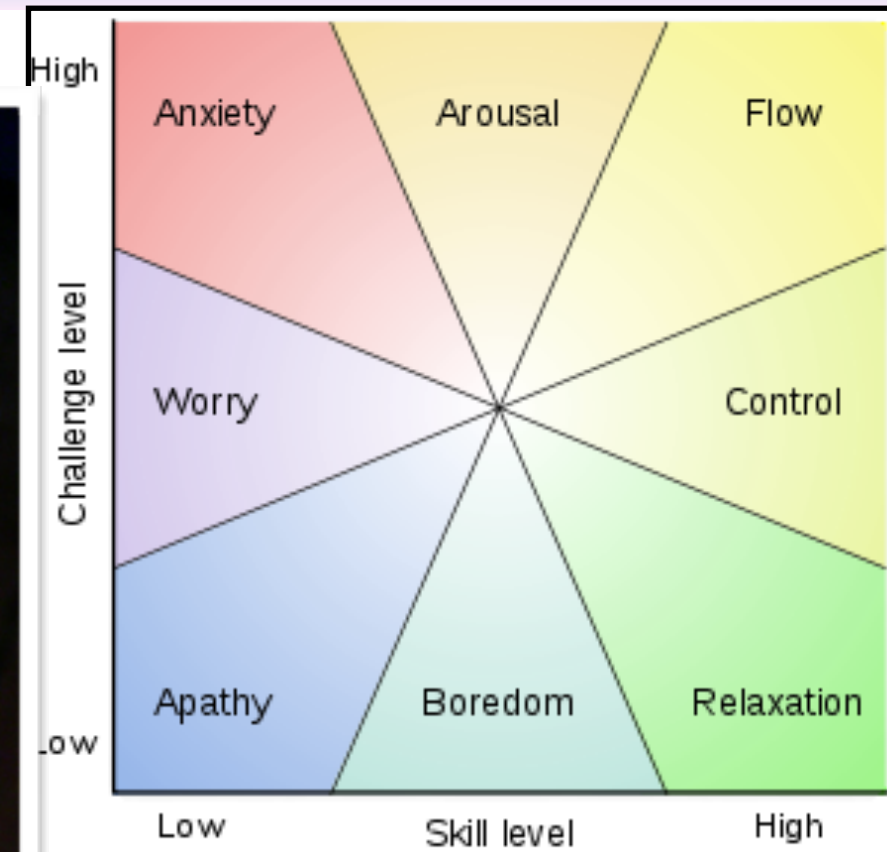 High
Anxiety
Arousal
Flow
Challenge level
Worry
Control
Apathy
Boredom
Relaxation
Low
Low
Skill level
High